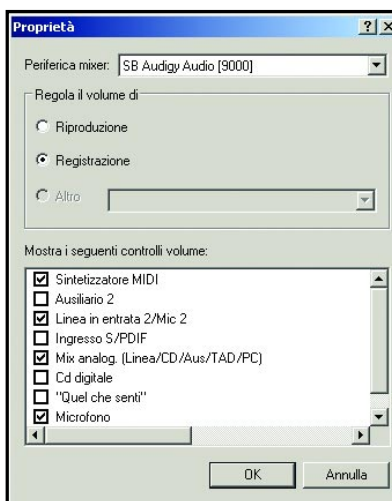 Proprietà
Periferica mixer: SB Audigy Audio [9000]
Regola il volume di
Riproduzione
Registrazione
Altro
Mostra i seguenti controlli volume:
Sintetizzatore MIDI
Ausiliario 2
Linea in entrata 2/Mic 2
Ingresso S/PDIF
Mix analog. (Linea/CD/Aus/TAD/PC)
Cd digitale
"Quel che senti"
Microfono
OK Annulla